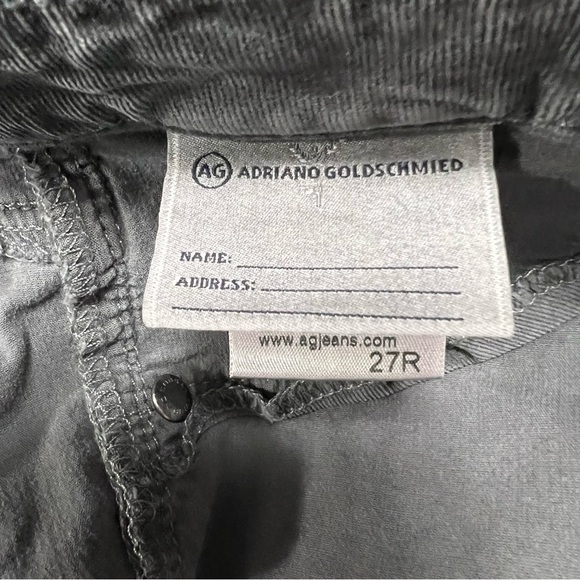 AG ADRIANO GOLDSCHMIED
NAME:
ADDRESS:
www.agjeans.com
27R